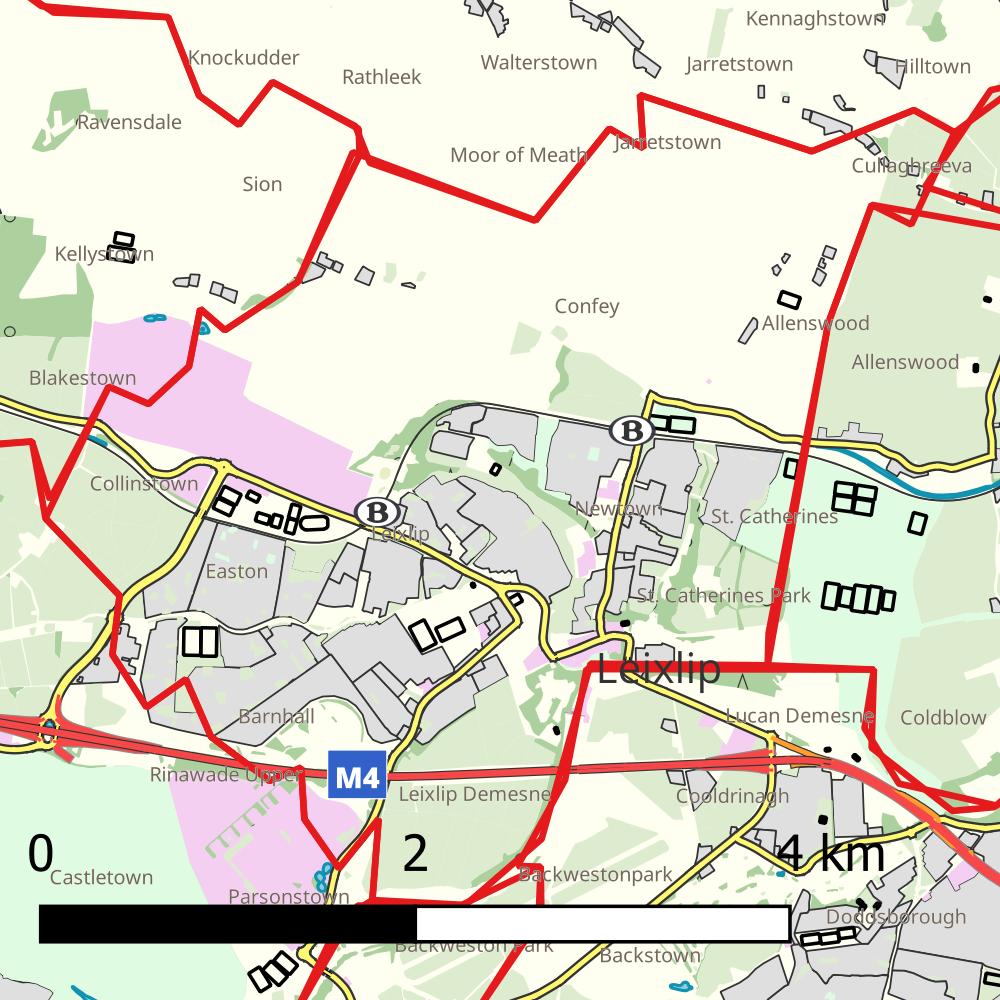 Kennaghstown
Knockudder
Rathleek
Walterstown
Jarretstown
Hilltown
Ravensdale
Moor of Meath
Jarretstown
Cullaghreeva
Sion
Kellystown
Confey
Allenswood
Allenswood
Blakestown
B
Collinstown
B
Leixlip
Newtown
St. Catherines
Easton
St. Catherines Park
Leixlip
Barnhall
Lucan Demesne
Coldblow
Rinawade Upper
M4
Leixlip Demesne
Cooldrinagh
0
2
4 km
Castletown
Backwestonpark
Parsonstown
Doddsborough
Backweston Park
Backstown